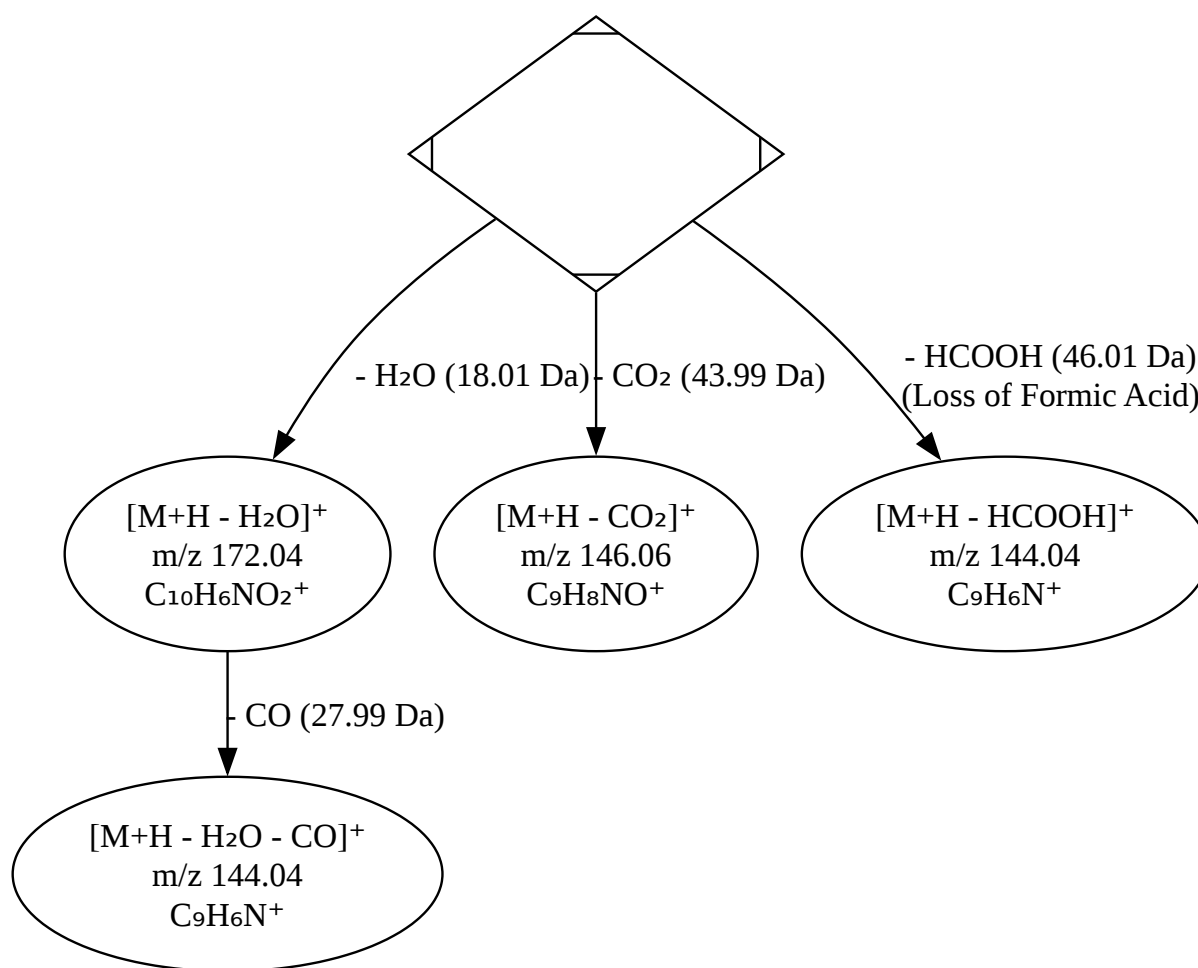 - H₂O (18.01 Da)
- CO₂ (43.99 Da)
- HCOOH (46.01 Da)
(Loss of Formic Acid)
[M+H - H₂O]⁺
m/z 172.04
C₁₀H₆NO₂⁺
[M+H - CO₂]⁺
m/z 146.06
C₉H₈NO⁺
[M+H - HCOOH]⁺
m/z 144.04
C₉H₆N⁺
- CO (27.99 Da)
[M+H - H₂O - CO]⁺
m/z 144.04
C₉H₆N⁺